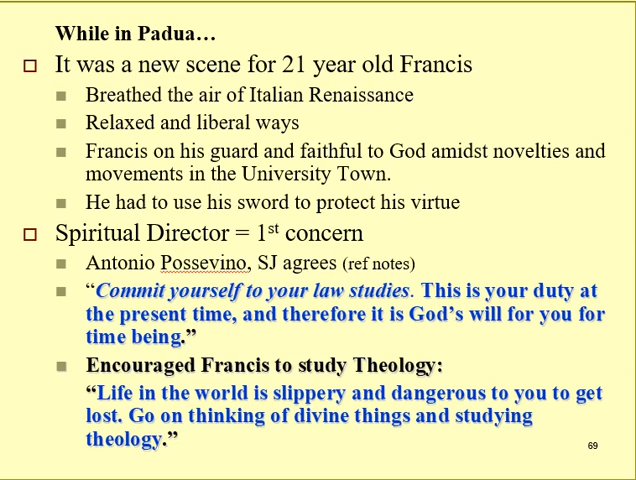 While in Padua…
It was a new scene for 21 year old Francis
Breathed the air of Italian Renaissance
Relaxed and liberal ways
Francis on his guard and faithful to God amidst novelties and
movements in the University Town.
He had to use his sword to protect his virtue
Spiritual Director = 1st concern
Antonio Possevino, SJ agrees (ref notes)
“Commit yourself to your law studies. This is your duty at
the present time, and therefore it is God’s will for you for
time being.”
Encouraged Francis to study Theology:
“Life in the world is slippery and dangerous to you to get
lost. Go on thinking of divine things and studying
theology.”
69